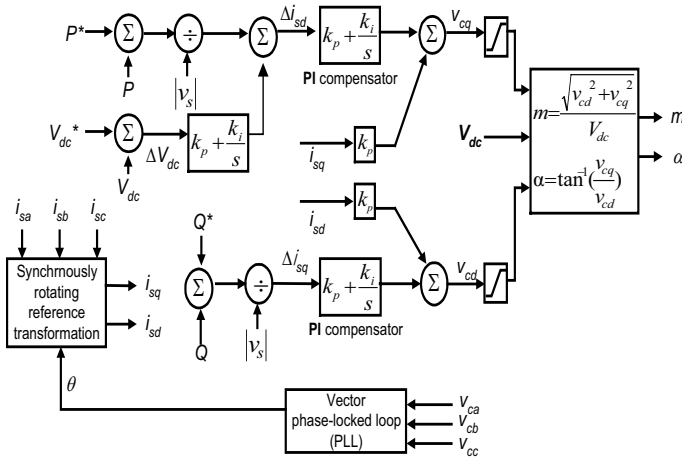 P*
Σ
÷
Σ
Δi_sd
k_p + k_i/s
Σ
v_cq
P
|v_s|
PI compensator
V_dc*
Σ
ΔV_dc
k_p + k_i/s
V_dc
i_sq
k_p
V_dc
m=√(v_cd² + v_cq²)/V_dc
α=tan⁻¹(v_cq/v_cd)
m
α
i_sd
k_p
i_sa
i_sb
i_sc
Synchrnously
rotating
reference
transformation
i_sq
i_sd
Q*
Σ
÷
Δi_sq
k_p + k_i/s
Σ
v_cd
Q
|v_s|
PI compensator
θ
Vector
phase-locked loop
(PLL)
v_ca
v_cb
v_cc